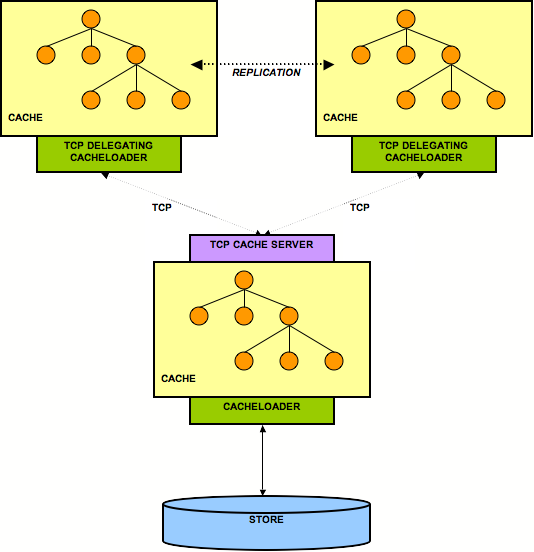 REPLICATION
CACHE
CACHE
TCP DELEGATING
CACHELOADER
TCP DELEGATING
CACHELOADER
TCP
TCP
TCP CACHE SERVER
CACHE
CACHELOADER
STORE